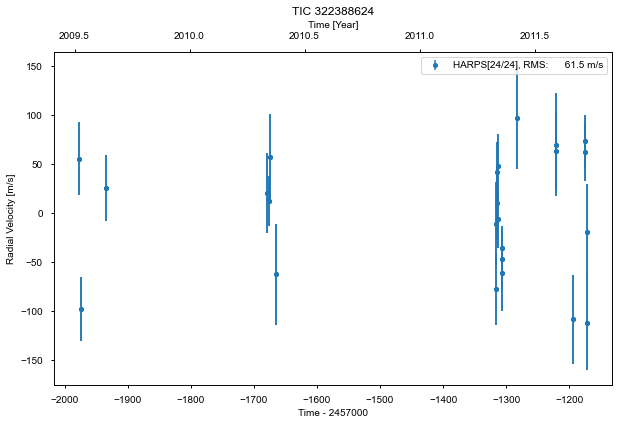 TIC 322388624
Time [Year]
2009.5 2010.0 2010.5 2011.0 2011.5
HARPS[24/24], RMS: 61.5 m/s
Radial Velocity [m/s]
150
100
50
0
−50
−100
−150
−2000 −1900 −1800 −1700 −1600 −1500 −1400 −1300 −1200
Time - 2457000